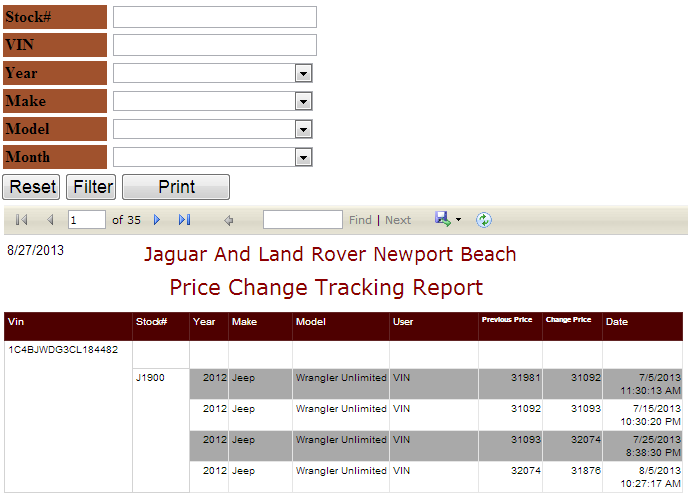 Stock#
VIN
Year
Make
Model
Month
Reset Filter Print
1 of 35 Find | Next
8/27/2013
Jaguar And Land Rover Newport Beach
Price Change Tracking Report
Vin Stock# Year Make Model User Previous Price Change Price Date
1C4BJWDG3CL184482
J1900 2012 Jeep Wrangler Unlimited VIN 31981 31092 7/5/2013
11:30:13 AM
2012 Jeep Wrangler Unlimited VIN 31092 31093 7/15/2013
10:30:20 PM
2012 Jeep Wrangler Unlimited VIN 31093 32074 7/25/2013
8:38:30 PM
2012 Jeep Wrangler Unlimited VIN 32074 31876 8/5/2013
10:27:17 AM